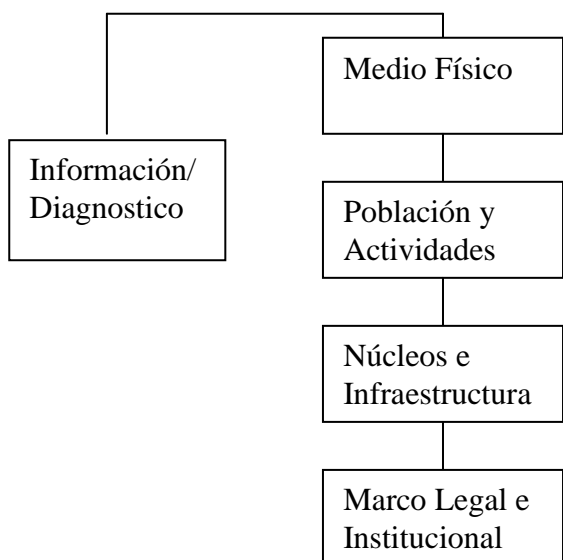 Medio Físico
Información/
Diagnostico
Población y
Actividades
Núcleos e
Infraestructura
Marco Legal e
Institucional